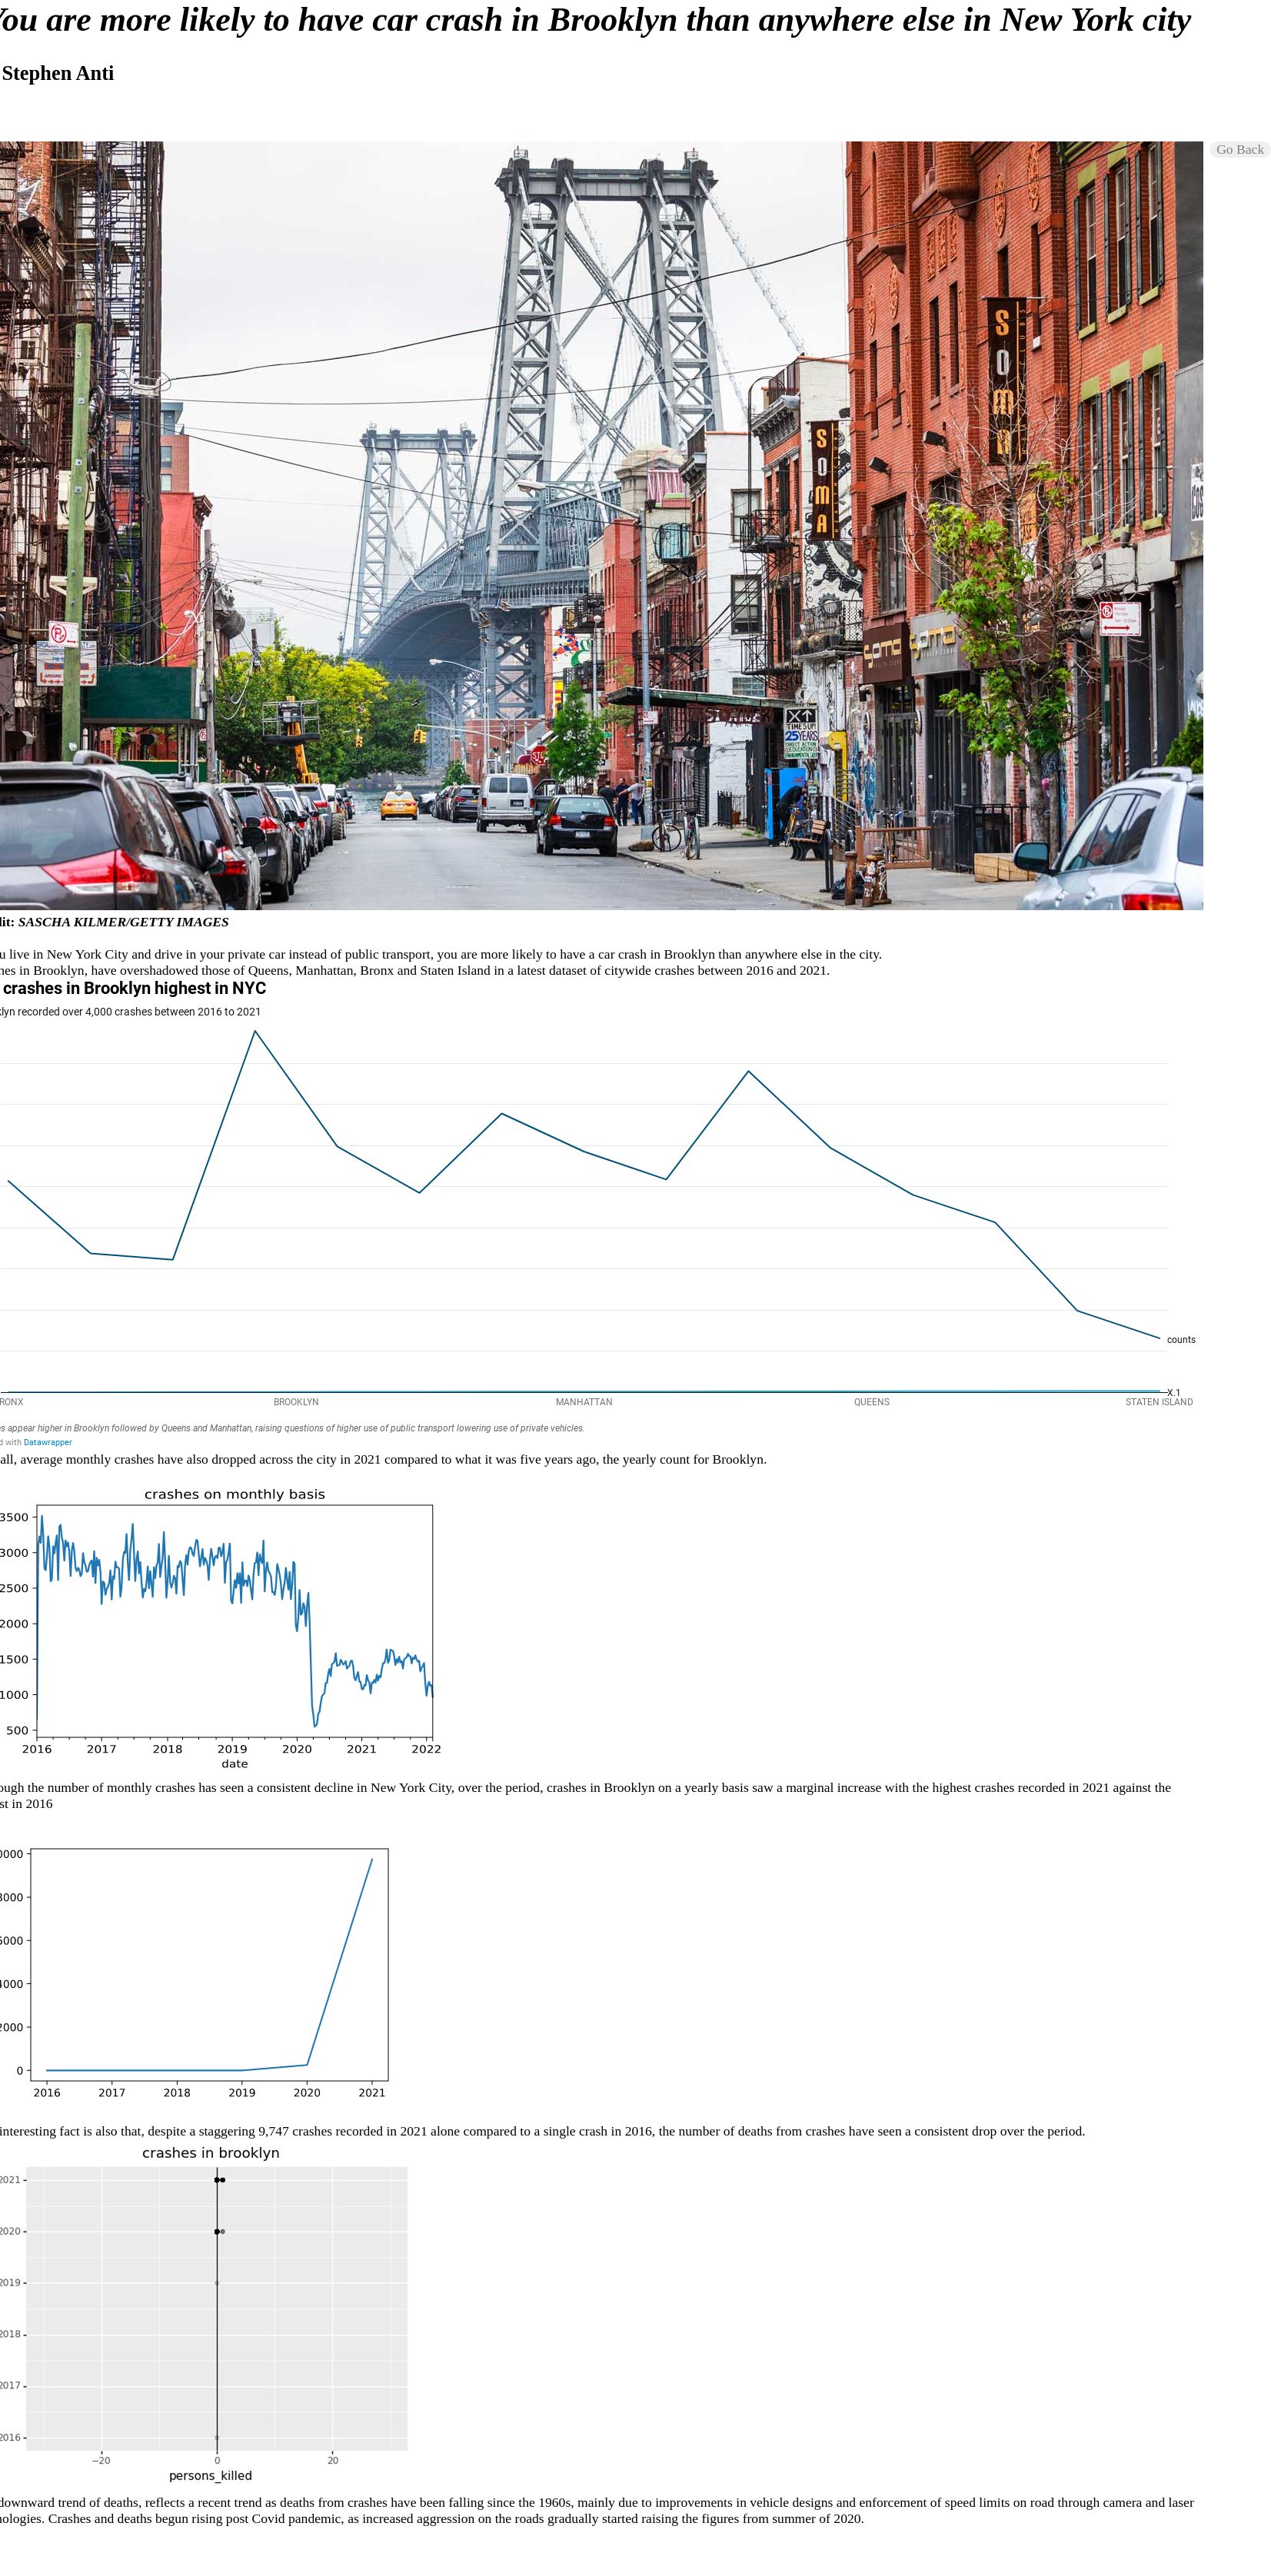 You are more likely to have car crash in Brooklyn than anywhere else in New York city
Stephen Anti
Go Back
SOMA
SOMA
soma
soma
XT
TIMES UP
25 YEARS
SASCHA KILMER/GETTY IMAGES
u live in New York City and drive in your private car instead of public transport, you are more likely to have a car crash in Brooklyn than anywhere else in the city.
hes in Brooklyn, have overshadowed those of Queens, Manhattan, Bronx and Staten Island in a latest dataset of citywide crashes between 2016 and 2021.
crashes in Brooklyn highest in NYC
klyn recorded over 4,000 crashes between 2016 to 2021
counts
X.1
RONX BROOKLYN MANHATTAN QUEENS STATEN ISLAND
s appear higher in Brooklyn followed by Queens and Manhattan, raising questions of higher use of public transport lowering use of private vehicles.
d with Datawrapper
all, average monthly crashes have also dropped across the city in 2021 compared to what it was five years ago, the yearly count for Brooklyn.
crashes on monthly basis
3500
3000
2500
2000
1500
1000
500
2016 2017 2018 2019 2020 2021 2022
date
ough the number of monthly crashes has seen a consistent decline in New York City, over the period, crashes in Brooklyn on a yearly basis saw a marginal increase with the highest crashes recorded in 2021 against the
st in 2016
0000
8000
6000
4000
2000
0
2016 2017 2018 2019 2020 2021
interesting fact is also that, despite a staggering 9,747 crashes recorded in 2021 alone compared to a single crash in 2016, the number of deaths from crashes have seen a consistent drop over the period.
crashes in brooklyn
2021
2020
2019
2018
2017
2016
−20 0 20
persons_killed
downward trend of deaths, reflects a recent trend as deaths from crashes have been falling since the 1960s, mainly due to improvements in vehicle designs and enforcement of speed limits on road through camera and laser
nologies. Crashes and deaths begun rising post Covid pandemic, as increased aggression on the roads gradually started raising the figures from summer of 2020.